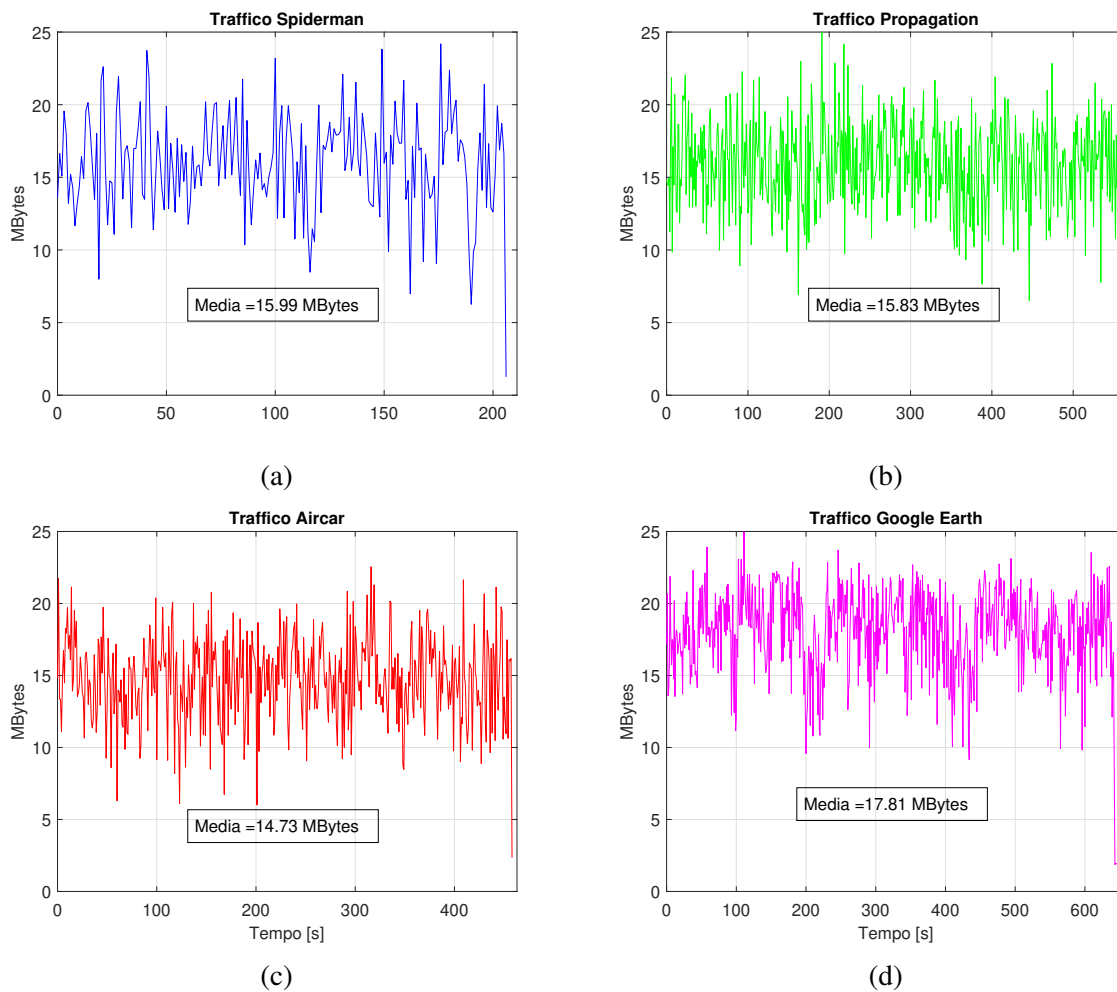 Traffico Spiderman
25
20
15
10
5
0
MBytes
Media =15.99 MBytes
0 50 100 150 200
(a)
Traffico Propagation
25
20
15
10
5
0
MBytes
Media =15.83 MBytes
0 100 200 300 400 500
(b)
Traffico Aircar
25
20
15
10
5
0
MBytes
Media =14.73 MBytes
0 100 200 300 400
Tempo [s]
(c)
Traffico Google Earth
25
20
15
10
5
0
MBytes
Media =17.81 MBytes
0 100 200 300 400 500 600
Tempo [s]
(d)